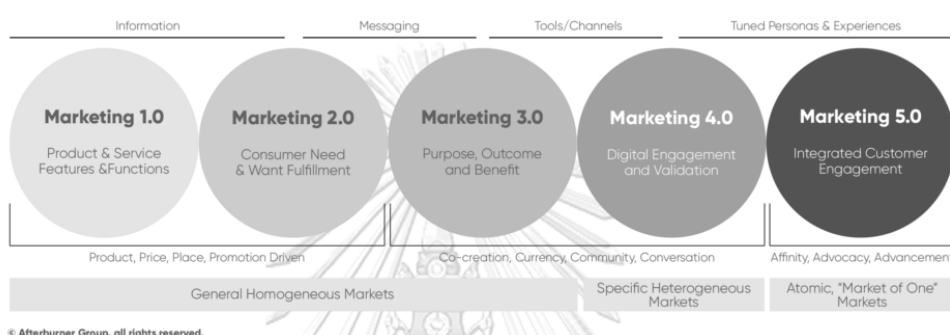 Information
Messaging
Tools/Channels
Tuned Personas & Experiences
Marketing 1.0
Product & Service
Features &Functions
Marketing 2.0
Consumer Need
& Want Fulfillment
Marketing 3.0
Purpose, Outcome
and Benefit
Marketing 4.0
Digital Engagement
and Validation
Marketing 5.0
Integrated Customer
Engagement
Product, Price, Place, Promotion Driven
Co-creation, Currency, Community, Conversation
Affinity, Advocacy, Advancement
General Homogeneous Markets
Specific Heterogeneous
Markets
Atomic, "Market of One"
Markets
© Afterburner Group, all rights reserved.